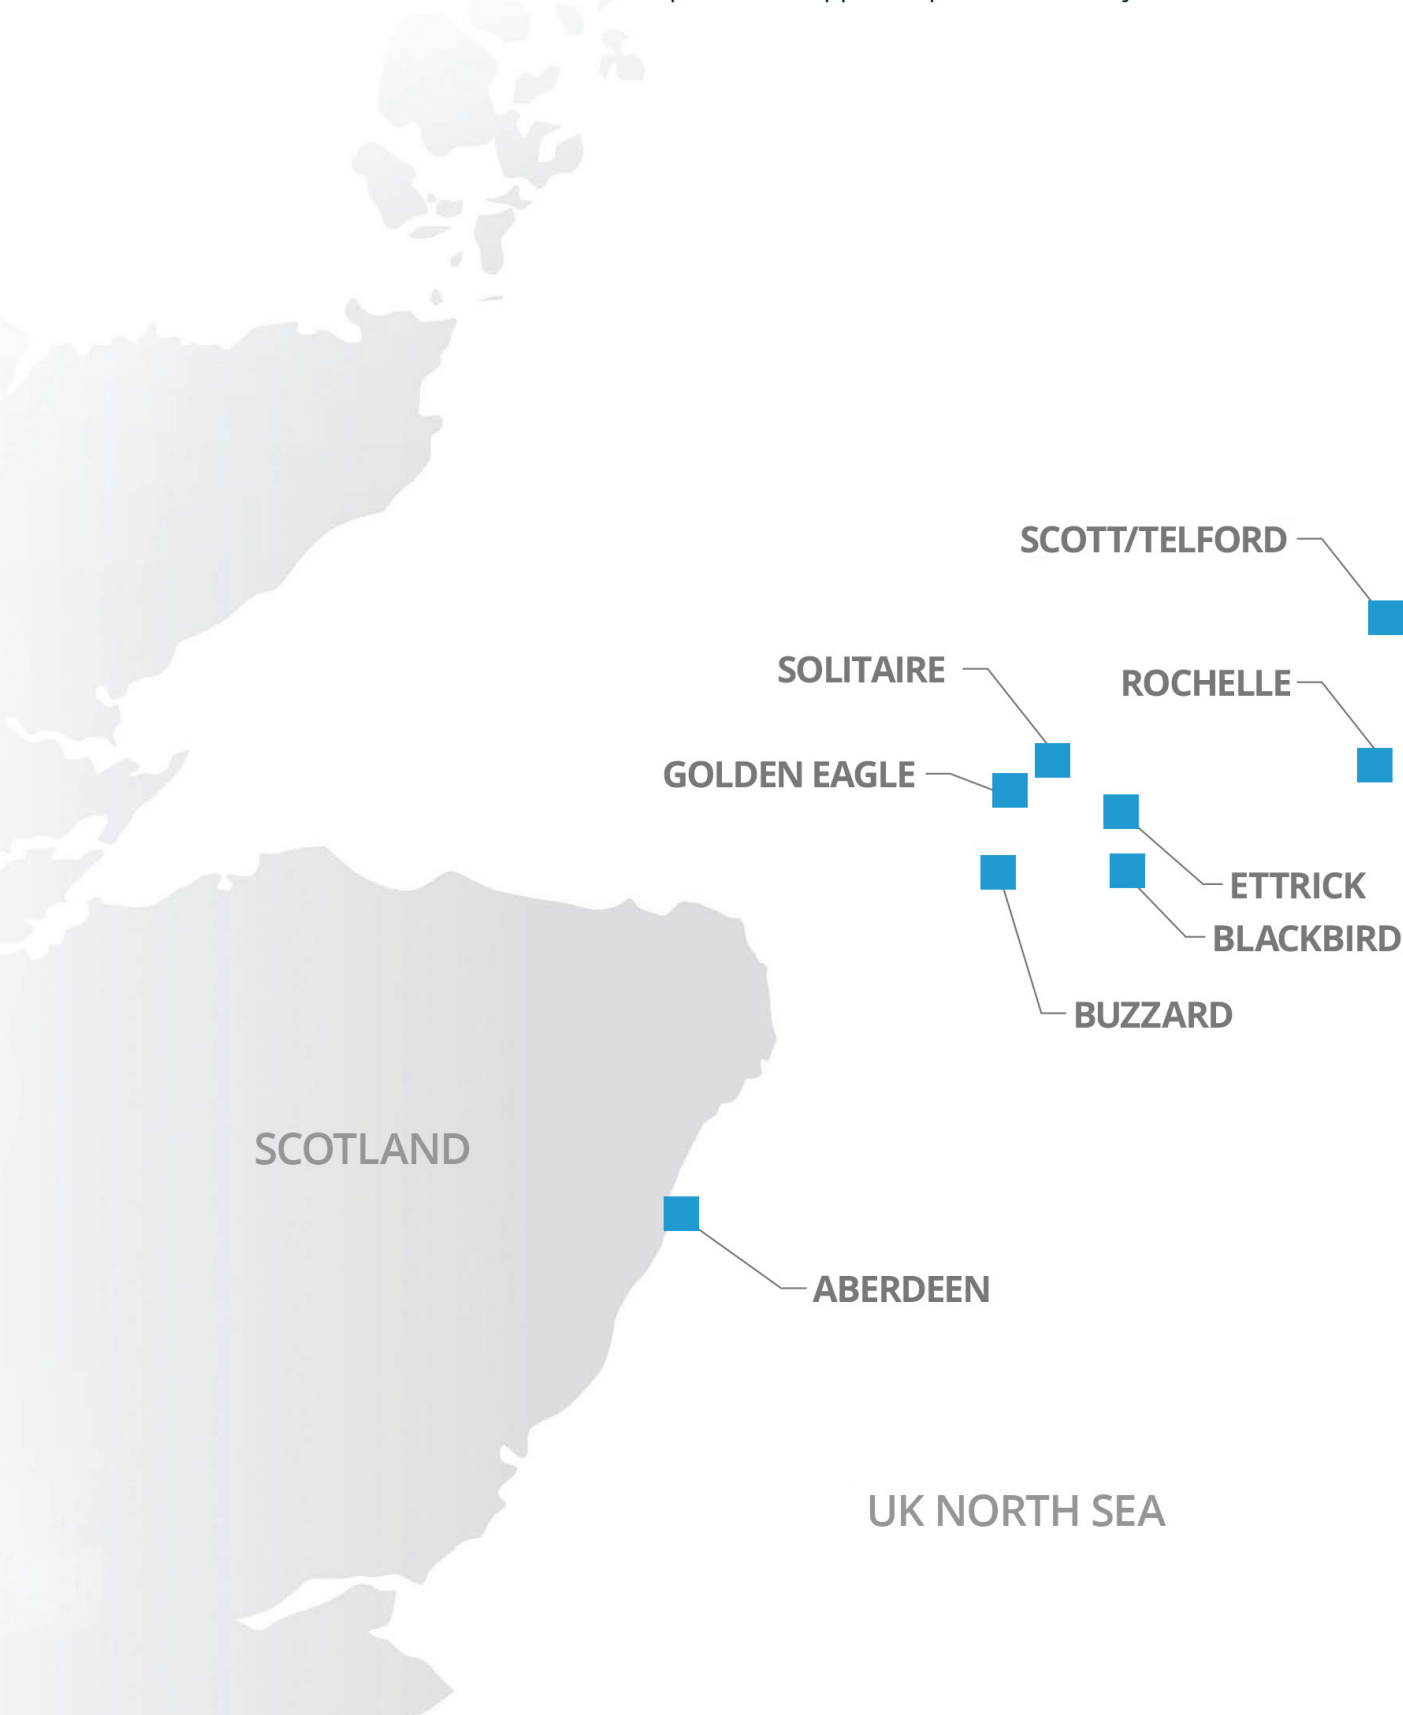 SCOTT/TELFORD
SOLITAIRE
ROCHELLE
GOLDEN EAGLE
ETTRICK
BLACKBIRD
BUZZARD
SCOTLAND
ABERDEEN
UK NORTH SEA